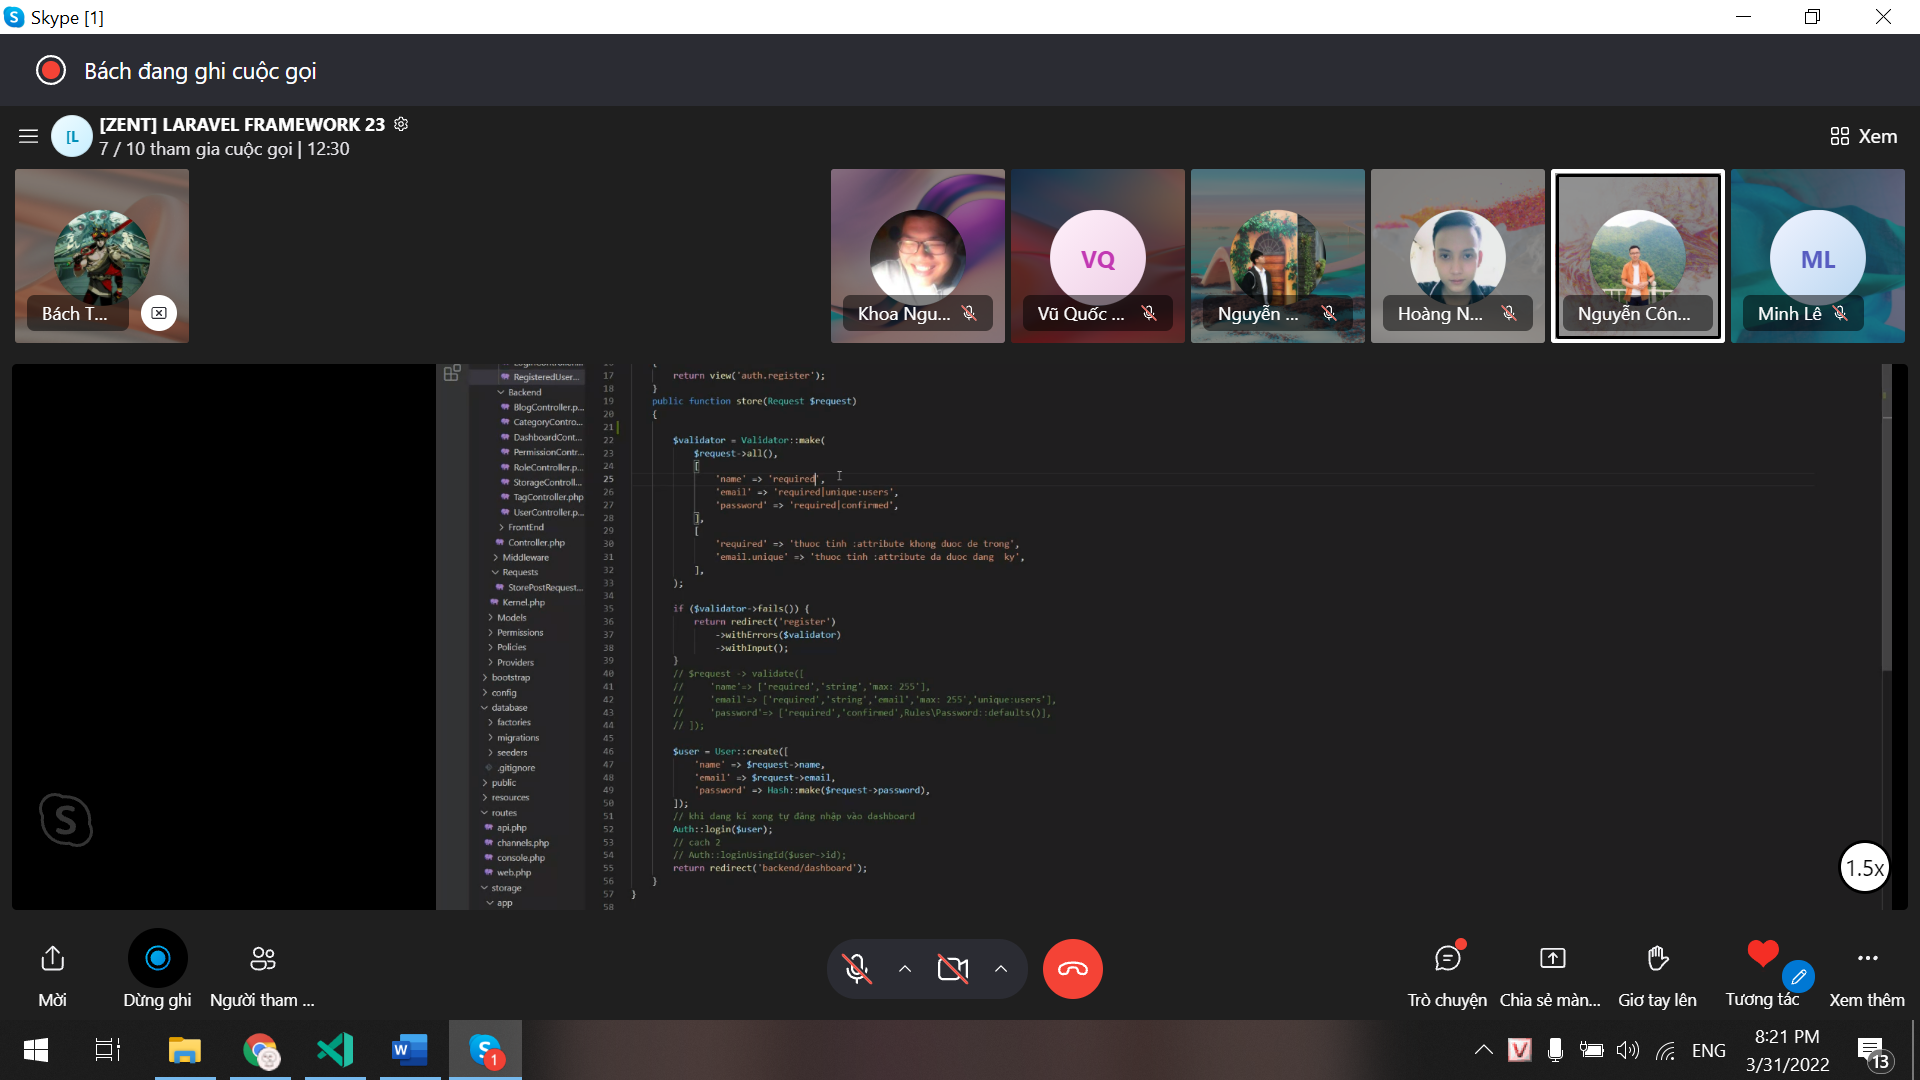 Skype [1]
Bách đang ghi cuộc gọi
[L
[ZENT] LARAVEL FRAMEWORK 23
7 / 10 tham gia cuộc gọi | 12:30
Xem
Bách T...
Khoa Ngu...
VQ
Vũ Quốc ...
Nguyễn ...
Hoàng N...
Nguyễn Côn...
ML
Minh Lê
RegisteredUser...
Backend
BlogController.p...
CategoryContro...
DashboardCont...
PermissionContr...
RoleController.p...
StorageControll...
TagController.php
UserController.p...
FrontEnd
Controller.php
Middleware
Requests
StorePostRequest...
Kernel.php
Models
Permissions
Policies
Providers
bootstrap
config
database
factories
migrations
seeders
.gitignore
public
resources
routes
api.php
channels.php
console.php
web.php
storage
app
17 return view('auth.register');
18 }
19 public function store(Request $request)
20 {
21
22 $validator = Validator::make(
23 $request->all(),
24 [
25 'name' => 'required',
26 'email' => 'required|unique:users',
27 'password' => 'required|confirmed',
28 ],
29 [
30 'required' => 'thuoc tinh :attribute khong duoc de trong',
31 'email.unique' => 'thuoc tinh :attribute da duoc dang  ky',
32 ],
33 );
34
35 if ($validator->fails()) {
36 return redirect('register')
37 ->withErrors($validator)
38 ->withInput();
39 }
40 // $request -> validate([
41 // 'name'=> ['required','string','max: 255'],
42 // 'email'=> ['required','string','email','max: 255','unique:users'],
43 // 'password'=> ['required','confirmed',Rules\Password::defaults()],
44 // ]);
45
46 $user = User::create([
47 'name' => $request->name,
48 'email' => $request->email,
49 'password' => Hash::make($request->password),
50 ]);
51 // khi dang kí xong tự đăng nhập vào dashboard
52 Auth::login($user);
53 // cach 2
54 // Auth::loginUsingId($user->id);
55 return redirect('backend/dashboard');
56 }
57 }
58
1.5x
Mời
Dừng ghi
Người tham ...
Trò chuyện
Chia sẻ màn...
Giơ tay lên
Tương tác
Xem thêm
1
ENG
8:21 PM
3/31/2022
13